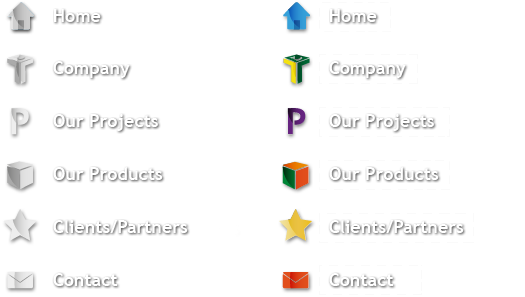 Home
Company
P Our Projects
Our Products
Clients/Partners
Contact
Home
Company
P Our Projects
Our Products
Clients/Partners
Contact